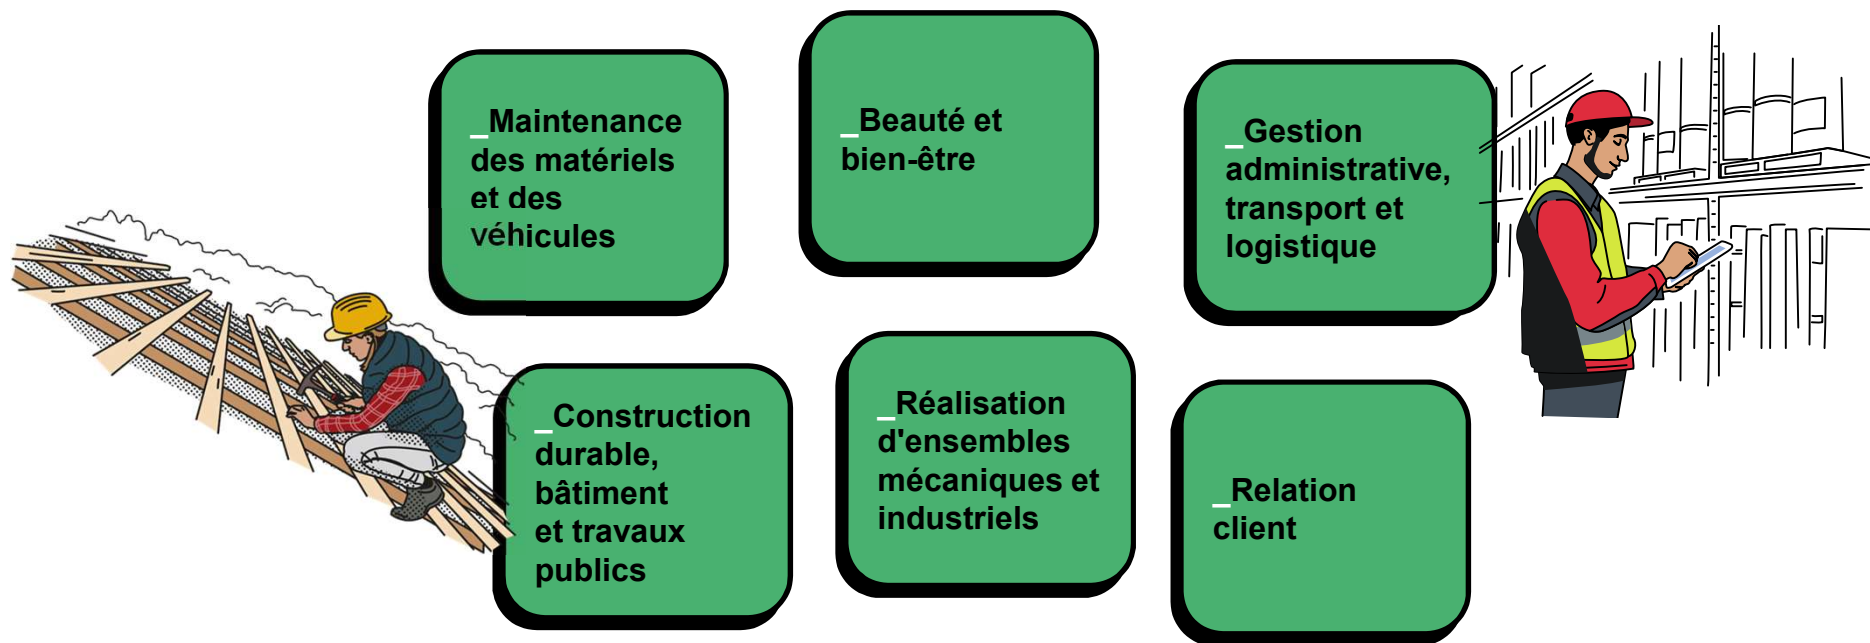 _Maintenance
des matériels
et des
véhicules
_Beauté et
bien-être
_Gestion
administrative,
transport et
logistique
_Construction
durable,
bâtiment
et travaux
publics
_Réalisation
d'ensembles
mécaniques et
industriels
_Relation
client